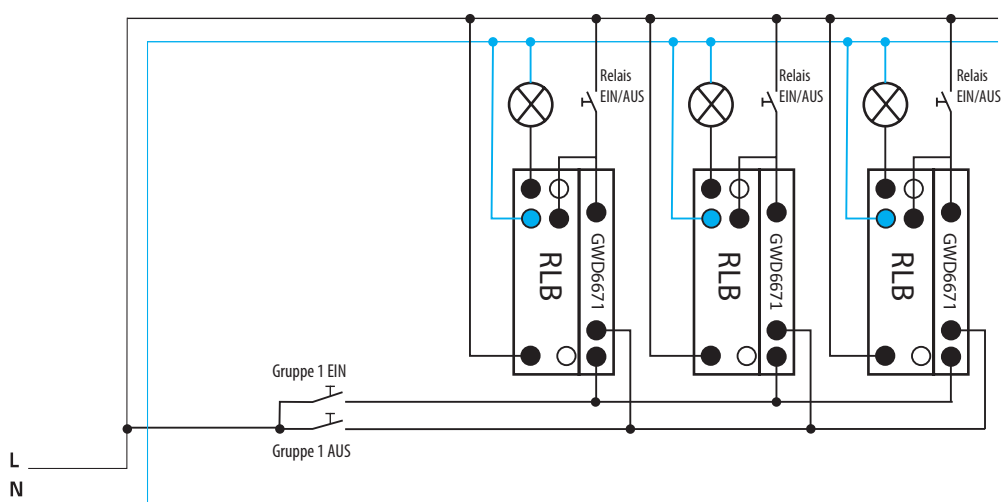 Relais
EIN/AUS
Relais
EIN/AUS
Relais
EIN/AUS
RLB
GWD6671
RLB
GWD6671
RLB
GWD6671
Gruppe 1 EIN
Gruppe 1 AUS
L
N